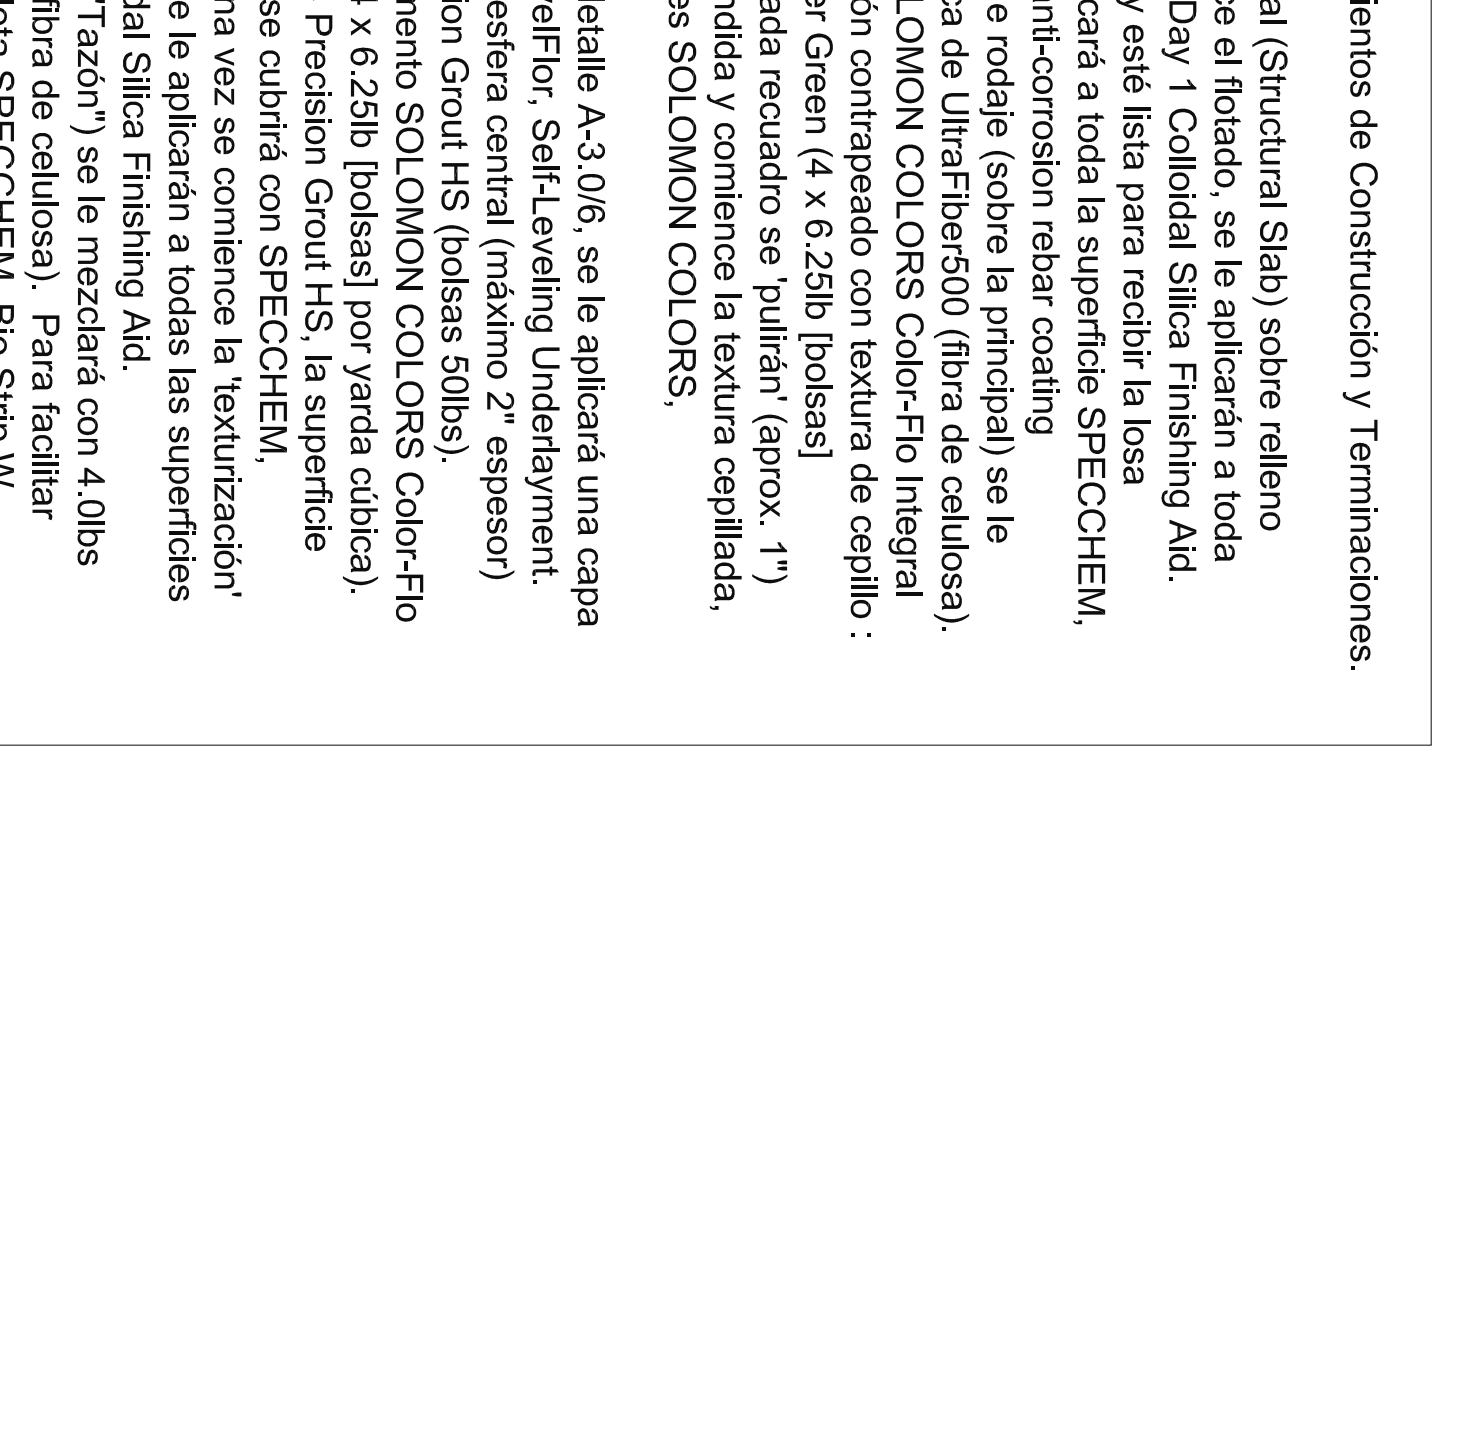 ientos de Construcción y Terminaciones.
al (Structural Slab) sobre relleno
ce el flotado, se le aplicarán a toda
Day 1 Colloidal Silica Finishing Aid.
y esté lista para recibir la losa
cará a toda la superficie SPECCHEM,
anti-corrosion rebar coating
e rodaje (sobre la principal) se le
ca de UltraFiber500 (fibra de celulosa).
LOMON COLORS Color-Flo Integral
ón contrapeado con textura de cepillo :
er Green (4 x 6.25lb [bolsas]
ada recuadro se 'pulirán' (aprox. 1")
ndida y comience la textura cepillada,
es SOLOMON COLORS,
detalle A-3.0/6, se le aplicará una capa
velFlor, Self-Leveling Underlayment.
esfera central (máximo 2" espesor)
ion Grout HS (bolsas 50lbs).
mento SOLOMON COLORS Color-Flo
4 x 6.25lb [bolsas] por yarda cúbica).
Precision Grout HS, la superficie
se cubrirá con SPECCHEM,
na vez se comience la 'texturización'
e le aplicarán a todas las superficies
dal Silica Finishing Aid.
"Tazón") se le mezclará con 4.0lbs
fibra de celulosa).  Para facilitar
leta SPECCHEM, Bio Strip W